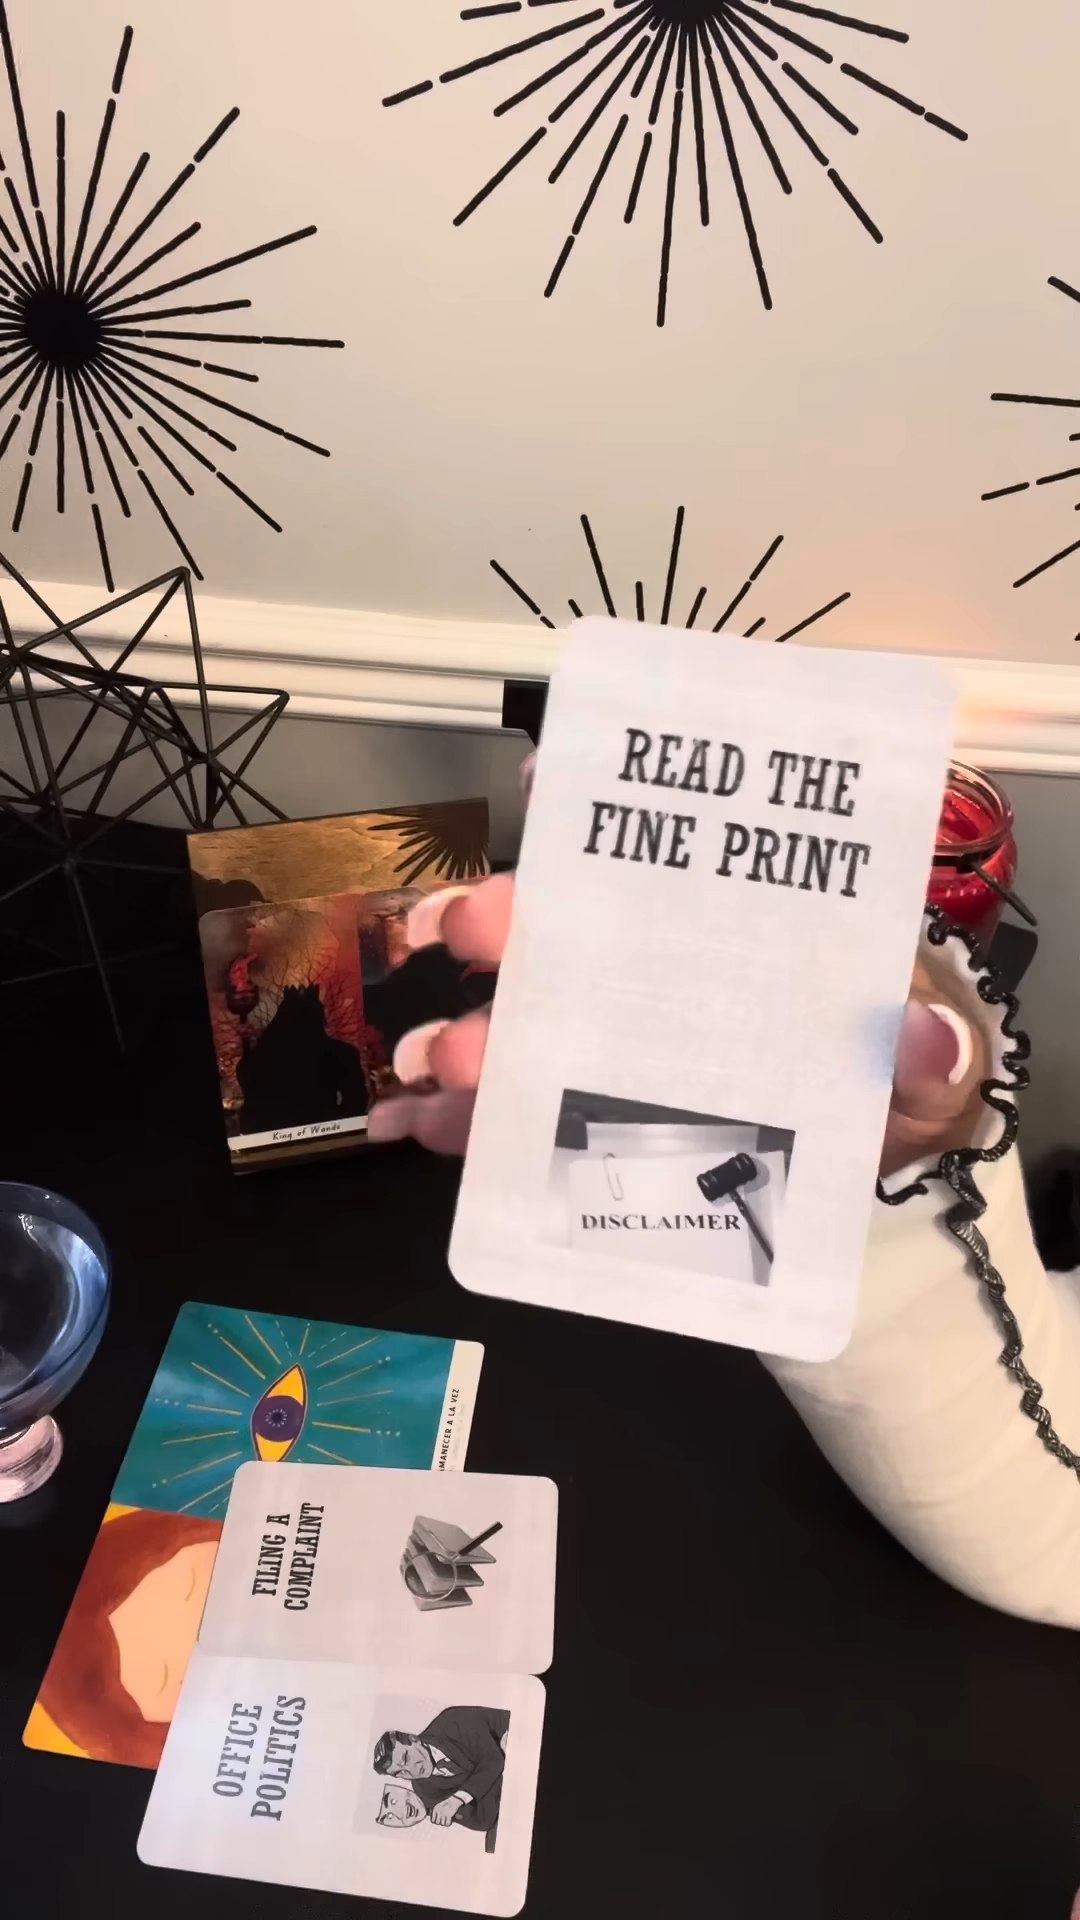 READ THE
FINE PRINT
DISCLAIMER
King of Wands
AMANECER A LA VEZ
FILING A
COMPLAINT
OFFICE
POLITICS